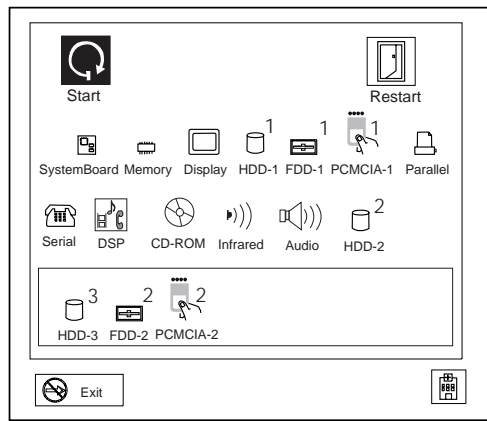 Start Restart
1 1 1
SystemBoard Memory Display HDD-1 FDD-1 PCMCIA-1 Parallel
2
Serial DSP CD-ROM Infrared Audio HDD-2
3 2 2
HDD-3 FDD-2 PCMCIA-2
Exit